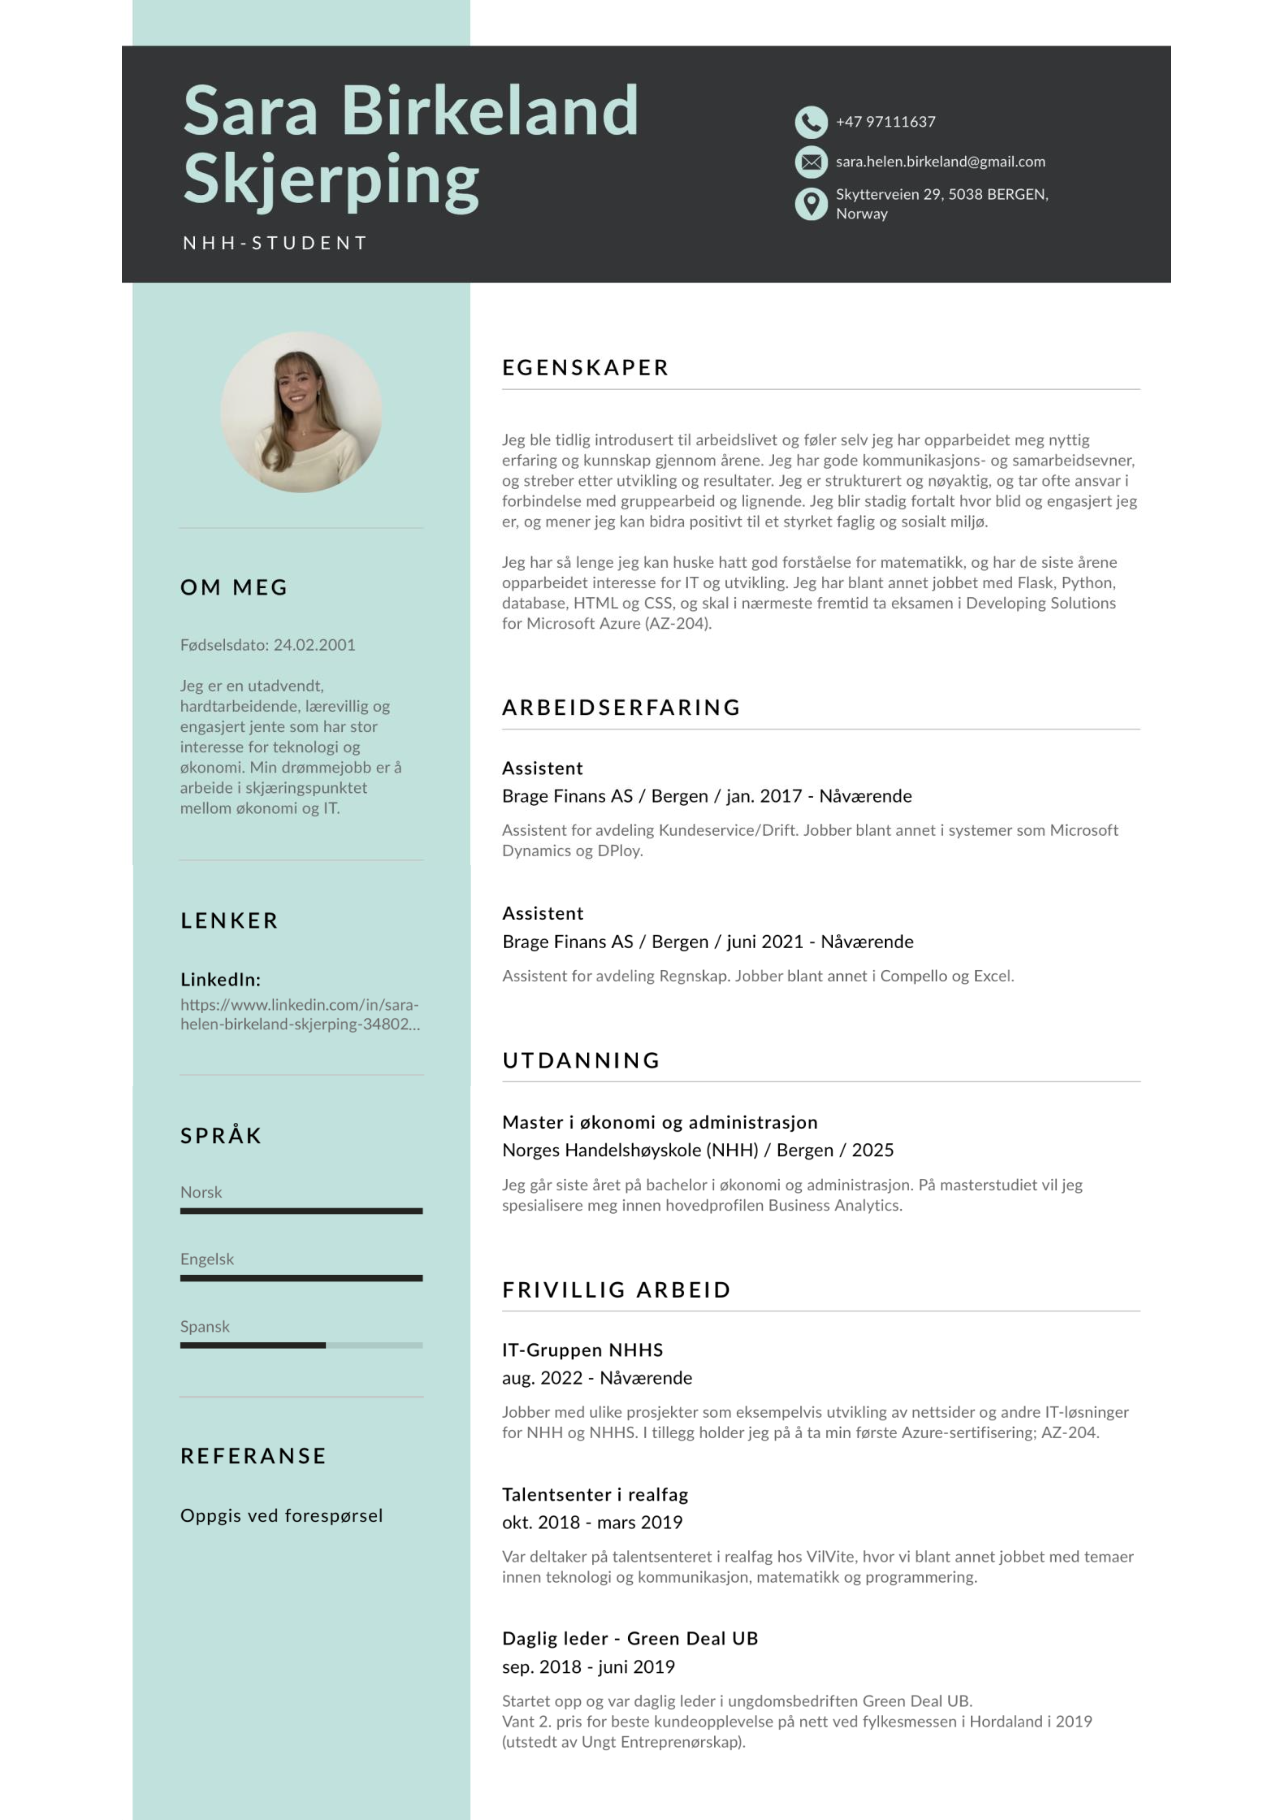 Sara Birkeland
Skjerping
NHH-STUDENT
+47 97111637
sara.helen.birkeland@gmail.com
Skytterveien 29, 5038 BERGEN,
Norway
OM MEG
Fødselsdato: 24.02.2001
Jeg er en utadvendt,
hardtarbeidende, lærevillig og
engasjert jente som har stor
interesse for teknologi og
økonomi. Min drømmejobb er å
arbeide i skjæringspunktet
mellom økonomi og IT.
LENKER
LinkedIn:
https://www.linkedin.com/in/sara-
helen-birkeland-skjerping-34802...
SPRÅK
Norsk
Engelsk
Spansk
REFERANSE
Oppgis ved forespørsel
EGENSKAPER
Jeg ble tidlig introdusert til arbeidslivet og føler selv jeg har opparbeidet meg nyttig
erfaring og kunnskap gjennom årene. Jeg har gode kommunikasjons- og samarbeidsevner,
og streber etter utvikling og resultater. Jeg er strukturert og nøyaktig, og tar ofte ansvar i
forbindelse med gruppearbeid og lignende. Jeg blir stadig fortalt hvor blid og engasjert jeg
er, og mener jeg kan bidra positivt til et styrket faglig og sosialt miljø.
Jeg har så lenge jeg kan huske hatt god forståelse for matematikk, og har de siste årene
opparbeidet interesse for IT og utvikling. Jeg har blant annet jobbet med Flask, Python,
database, HTML og CSS, og skal i nærmeste fremtid ta eksamen i Developing Solutions
for Microsoft Azure (AZ-204).
ARBEIDSERFARING
Assistent
Brage Finans AS / Bergen / jan. 2017 - Nåværende
Assistent for avdeling Kundeservice/Drift. Jobber blant annet i systemer som Microsoft
Dynamics og DPloy.
Assistent
Brage Finans AS / Bergen / juni 2021 - Nåværende
Assistent for avdeling Regnskap. Jobber blant annet i Compello og Excel.
UTDANNING
Master i økonomi og administrasjon
Norges Handelshøyskole (NHH) / Bergen / 2025
Jeg går siste året på bachelor i økonomi og administrasjon. På masterstudiet vil jeg
spesialisere meg innen hovedprofilen Business Analytics.
FRIVILLIG ARBEID
IT-Gruppen NHHS
aug. 2022 - Nåværende
Jobber med ulike prosjekter som eksempelvis utvikling av nettsider og andre IT-løsninger
for NHH og NHHS. I tillegg holder jeg på å ta min første Azure-sertifisering; AZ-204.
Talentsenter i realfag
okt. 2018 - mars 2019
Var deltaker på talentsenteret i realfag hos VilVite, hvor vi blant annet jobbet med temaer
innen teknologi og kommunikasjon, matematikk og programmering.
Daglig leder - Green Deal UB
sep. 2018 - juni 2019
Startet opp og var daglig leder i ungdomsbedriften Green Deal UB.
Vant 2. pris for beste kundeopplevelse på nett ved fylkesmessen i Hordaland i 2019
(utstedt av Ungt Entreprenørskap).